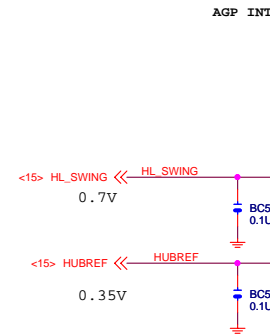 AGP INT
<15> HL_SWING HL_SWING
0.7V
BC5
0.1U
<15> HUBREF HUBREF
0.35V
BC5
0.1U